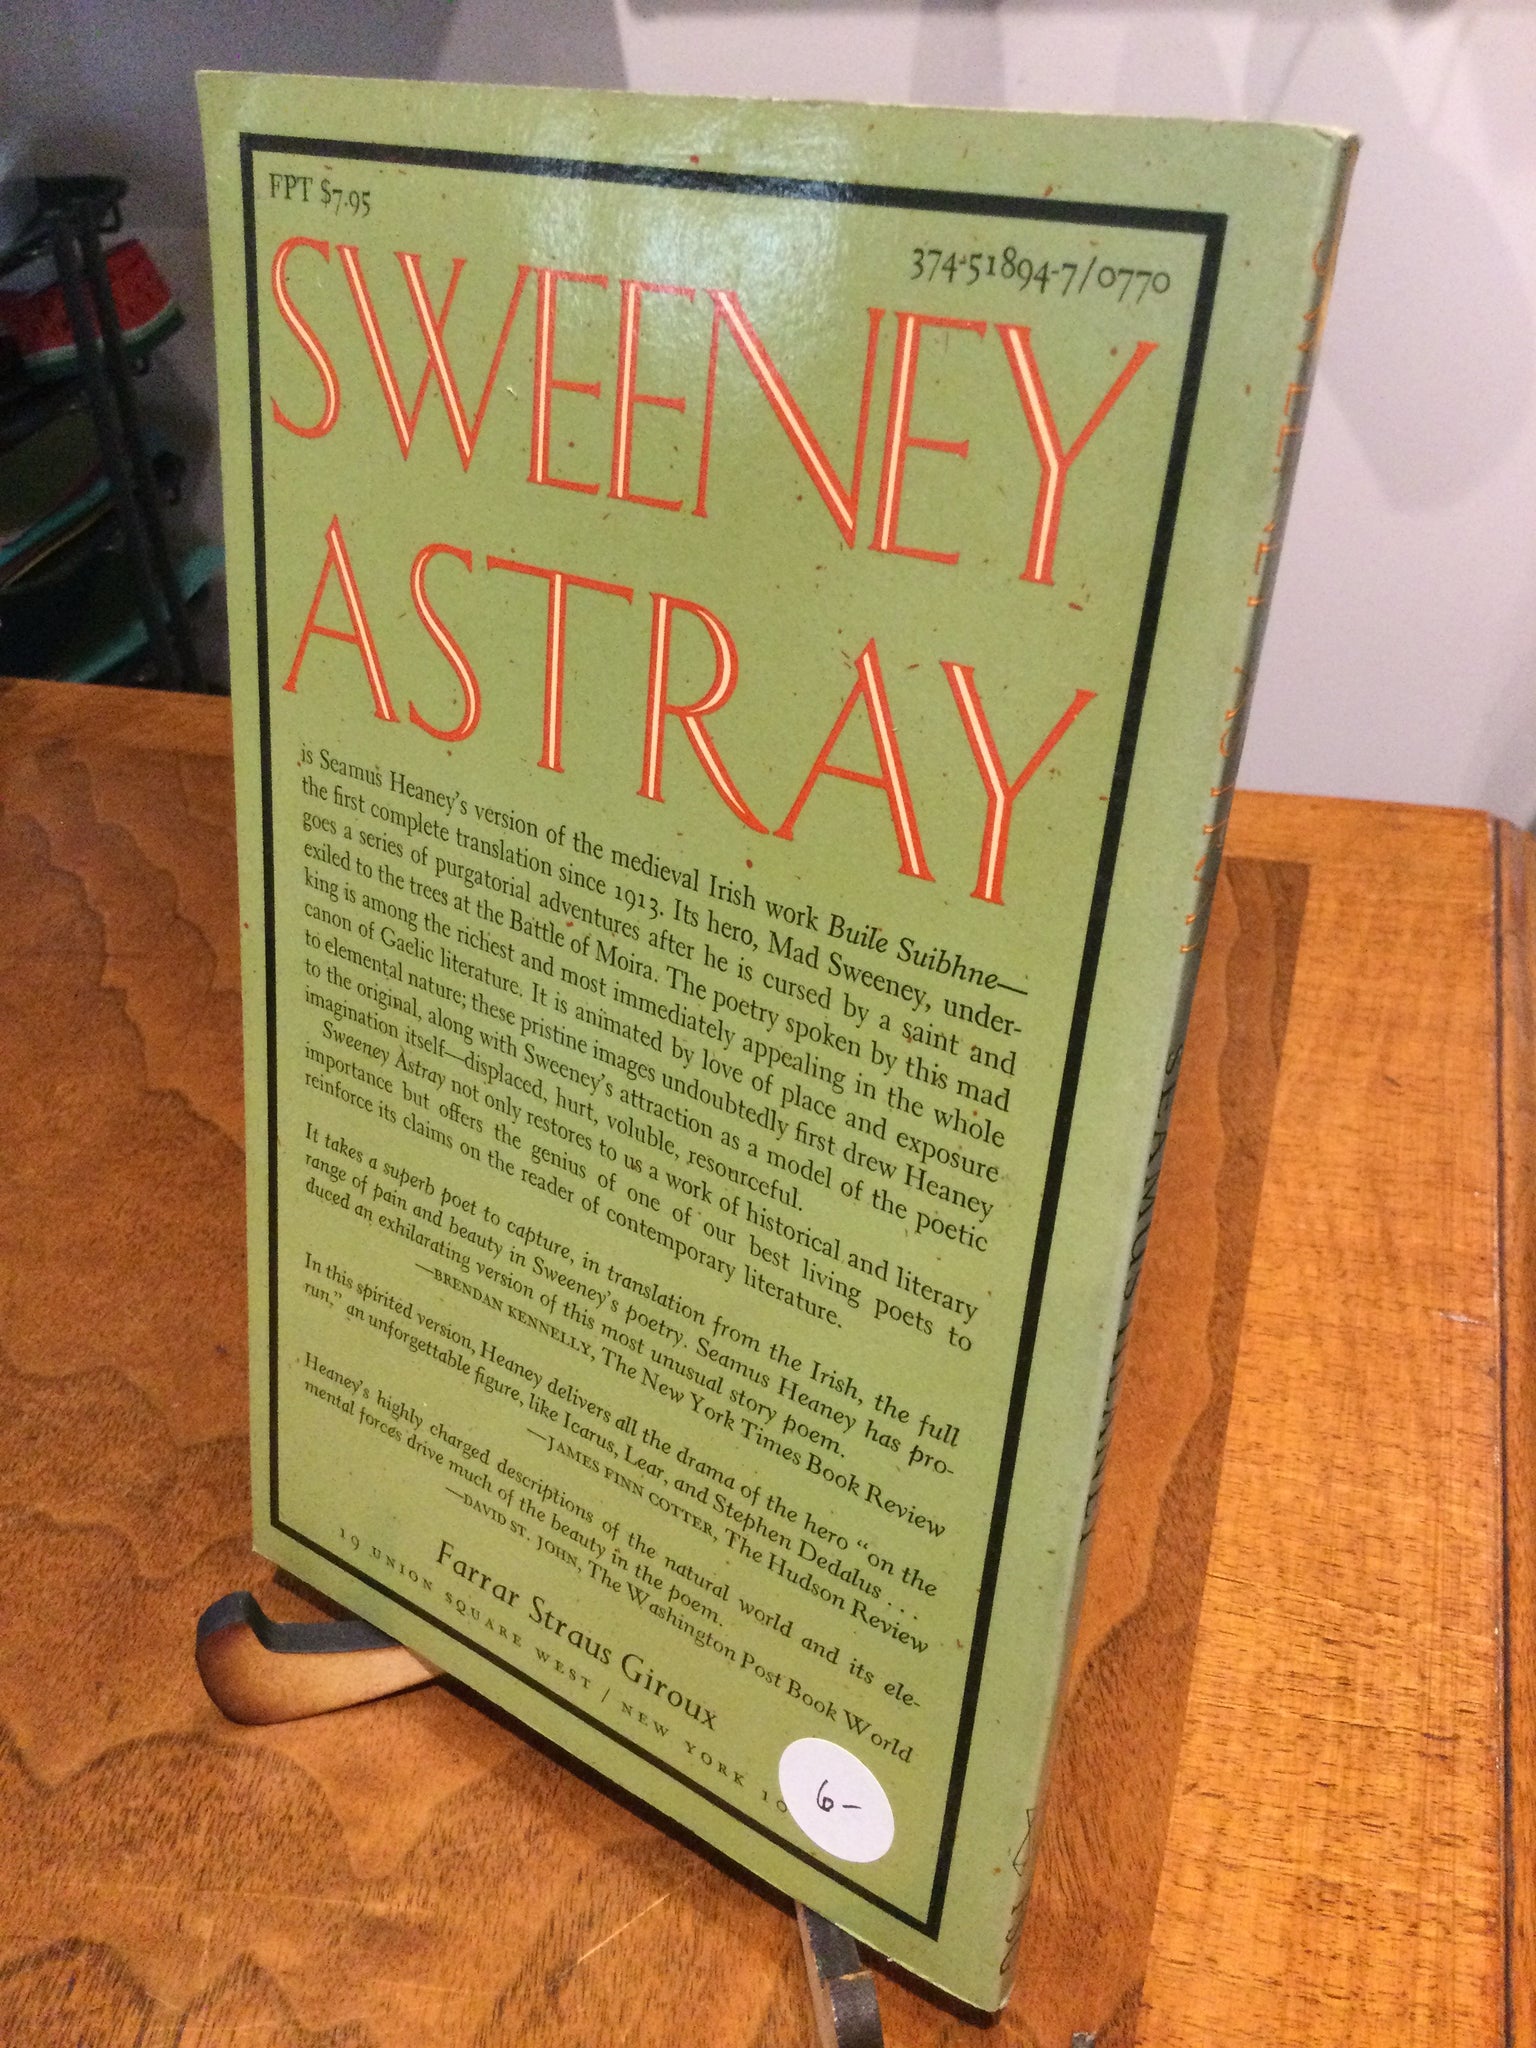 FPT $7.95
374-51894-7/0770
SWEENEY
ASTRAY
is Seamus Heaney's version of the medieval Irish work Buile Suibhne—
the first complete translation since 1913. Its hero, Mad Sweeney, under-
goes a series of purgatorial adventures after he is cursed by a saint and
exiled to the trees at the Battle of Moira. The poetry spoken by this mad
king is among the richest and most immediately appealing in the whole
canon of Gaelic literature. It is animated by love of place and exposure
to elemental nature; these pristine images undoubtedly first drew Heaney
to the original, along with Sweeney's attraction as a model of the poetic
imagination itself—displaced, hurt, voluble, resourceful.
Sweeney Astray not only restores to us a work of historical and literary
importance but offers the genius of one of our best living poets to
reinforce its claims on the reader of contemporary literature.
It takes a superb poet to capture, in translation from the Irish, the full
range of pain and beauty in Sweeney's poetry. Seamus Heaney has pro-
duced an exhilarating version of this most unusual story poem.
—BRENDAN KENNELLY, The New York Times Book Review
In this spirited version, Heaney delivers all the drama of the hero "on the
run," an unforgettable figure, like Icarus, Lear, and Stephen Dedalus . . .
—JAMES FINN COTTER, The Hudson Review
Heaney's highly charged descriptions of the natural world and its ele-
mental forces drive much of the beauty in the poem.
—DAVID ST. JOHN, The Washington Post Book World
Farrar Straus Giroux
19 UNION SQUARE WEST / NEW YORK 10
6-
SWEENEY ASTRAY
SEAMUS HEANEY